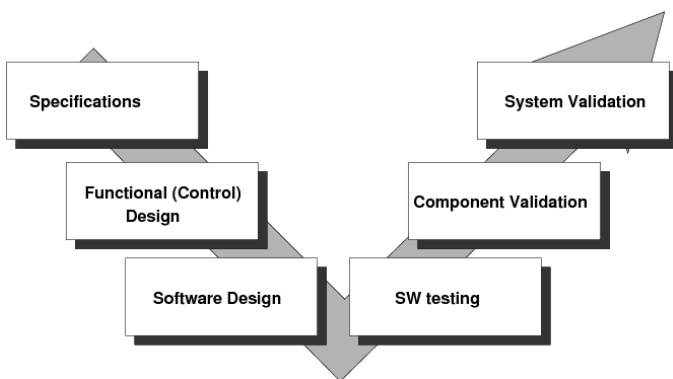 Specifications
System Validation
Functional (Control)
Design
Component Validation
Software Design
SW testing